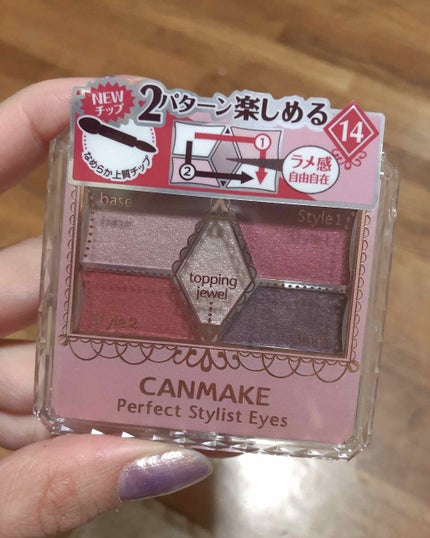 NEW
チップ
2パターン楽しめる
14
なめらか上質チップ
1
2
ラメ感
自由自在
base
Style1
topping
jewel
Style2
CANMAKE
Perfect Stylist Eyes